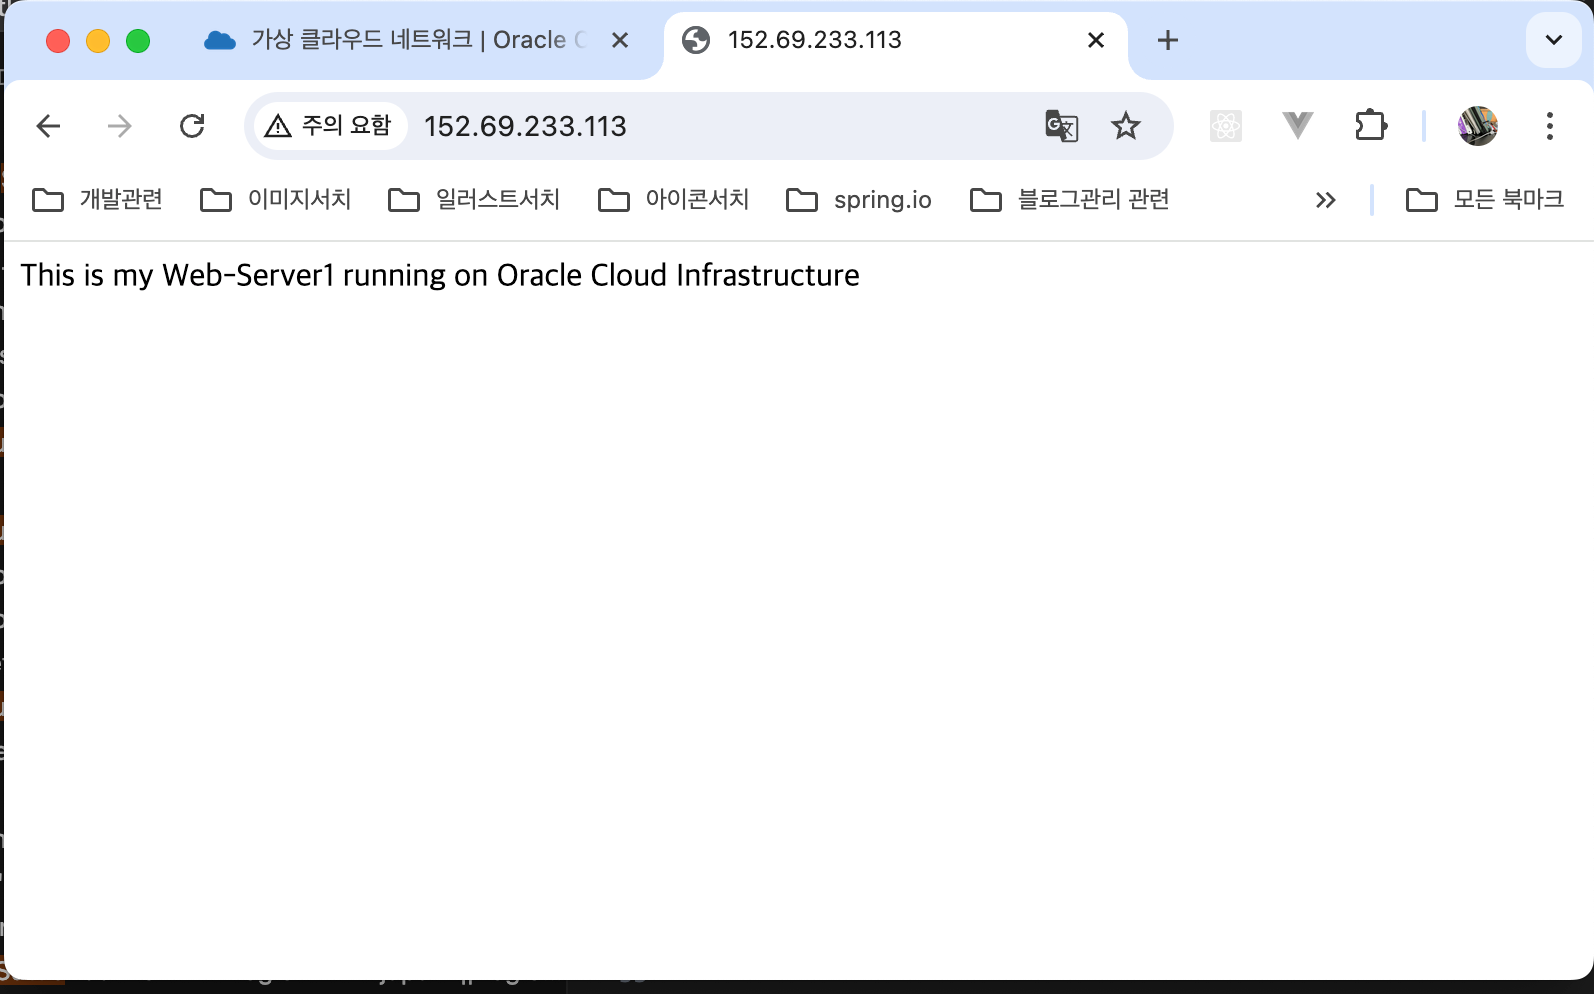 가상 클라우드 네트워크 | Oracle C
152.69.233.113
주의 요함
152.69.233.113
개발관련
이미지서치
일러스트서치
아이콘서치
spring.io
블로그관리 관련
모든 북마크
This is my Web-Server1 running on Oracle Cloud Infrastructure